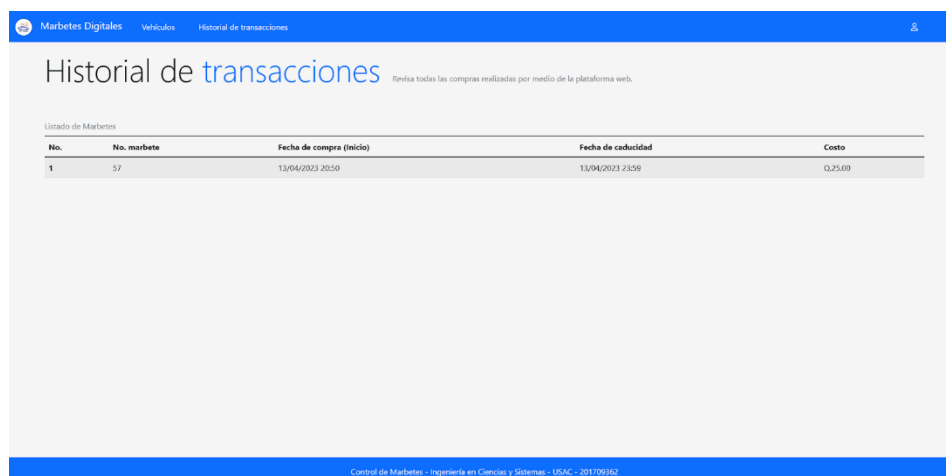 Marbetes Digitales Vehículos Historial de transacciones
Historial de transacciones Revisa todas las compras realizadas por medio de la plataforma web.
Listado de Marbetes
No. No. marbete Fecha de compra (Inicio) Fecha de caducidad Costo
1 57 13/04/2023 20:50 13/04/2023 23:59 Q.25.00
Control de Marbetes - Ingeniería en Ciencias y Sistemas - USAC - 201709362